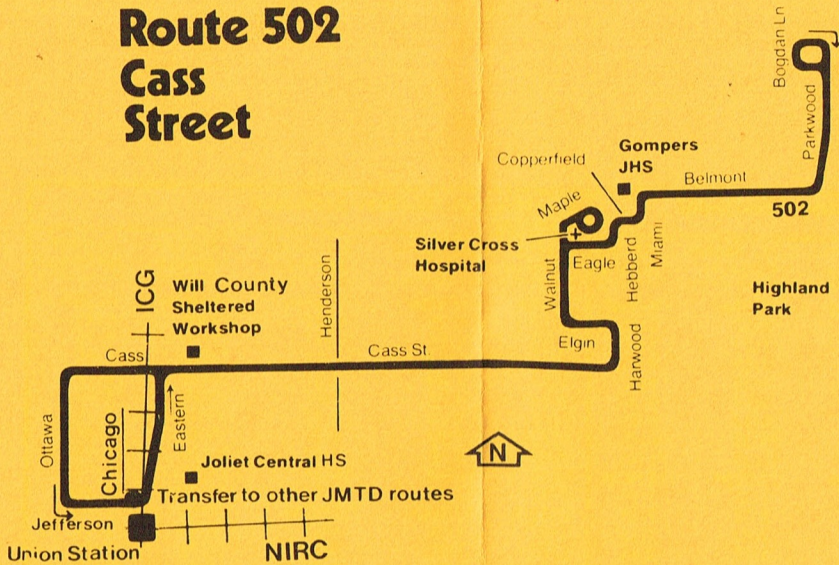 Route 502
Cass
Street
Bogdan Ln
Parkwood
Gompers
JHS
Copperfield
Belmont
502
Maple
Silver Cross
Hospital
Walnut
Eagle
Hebberd
Miami
Highland
Park
ICG
Will County
Sheltered
Workshop
Henderson
Cass
Cass St.
Elgin
Harwood
Ottawa
Chicago
Eastern
N
Joliet Central HS
Transfer to other JMTD routes
Jefferson
Union Station
NIRC